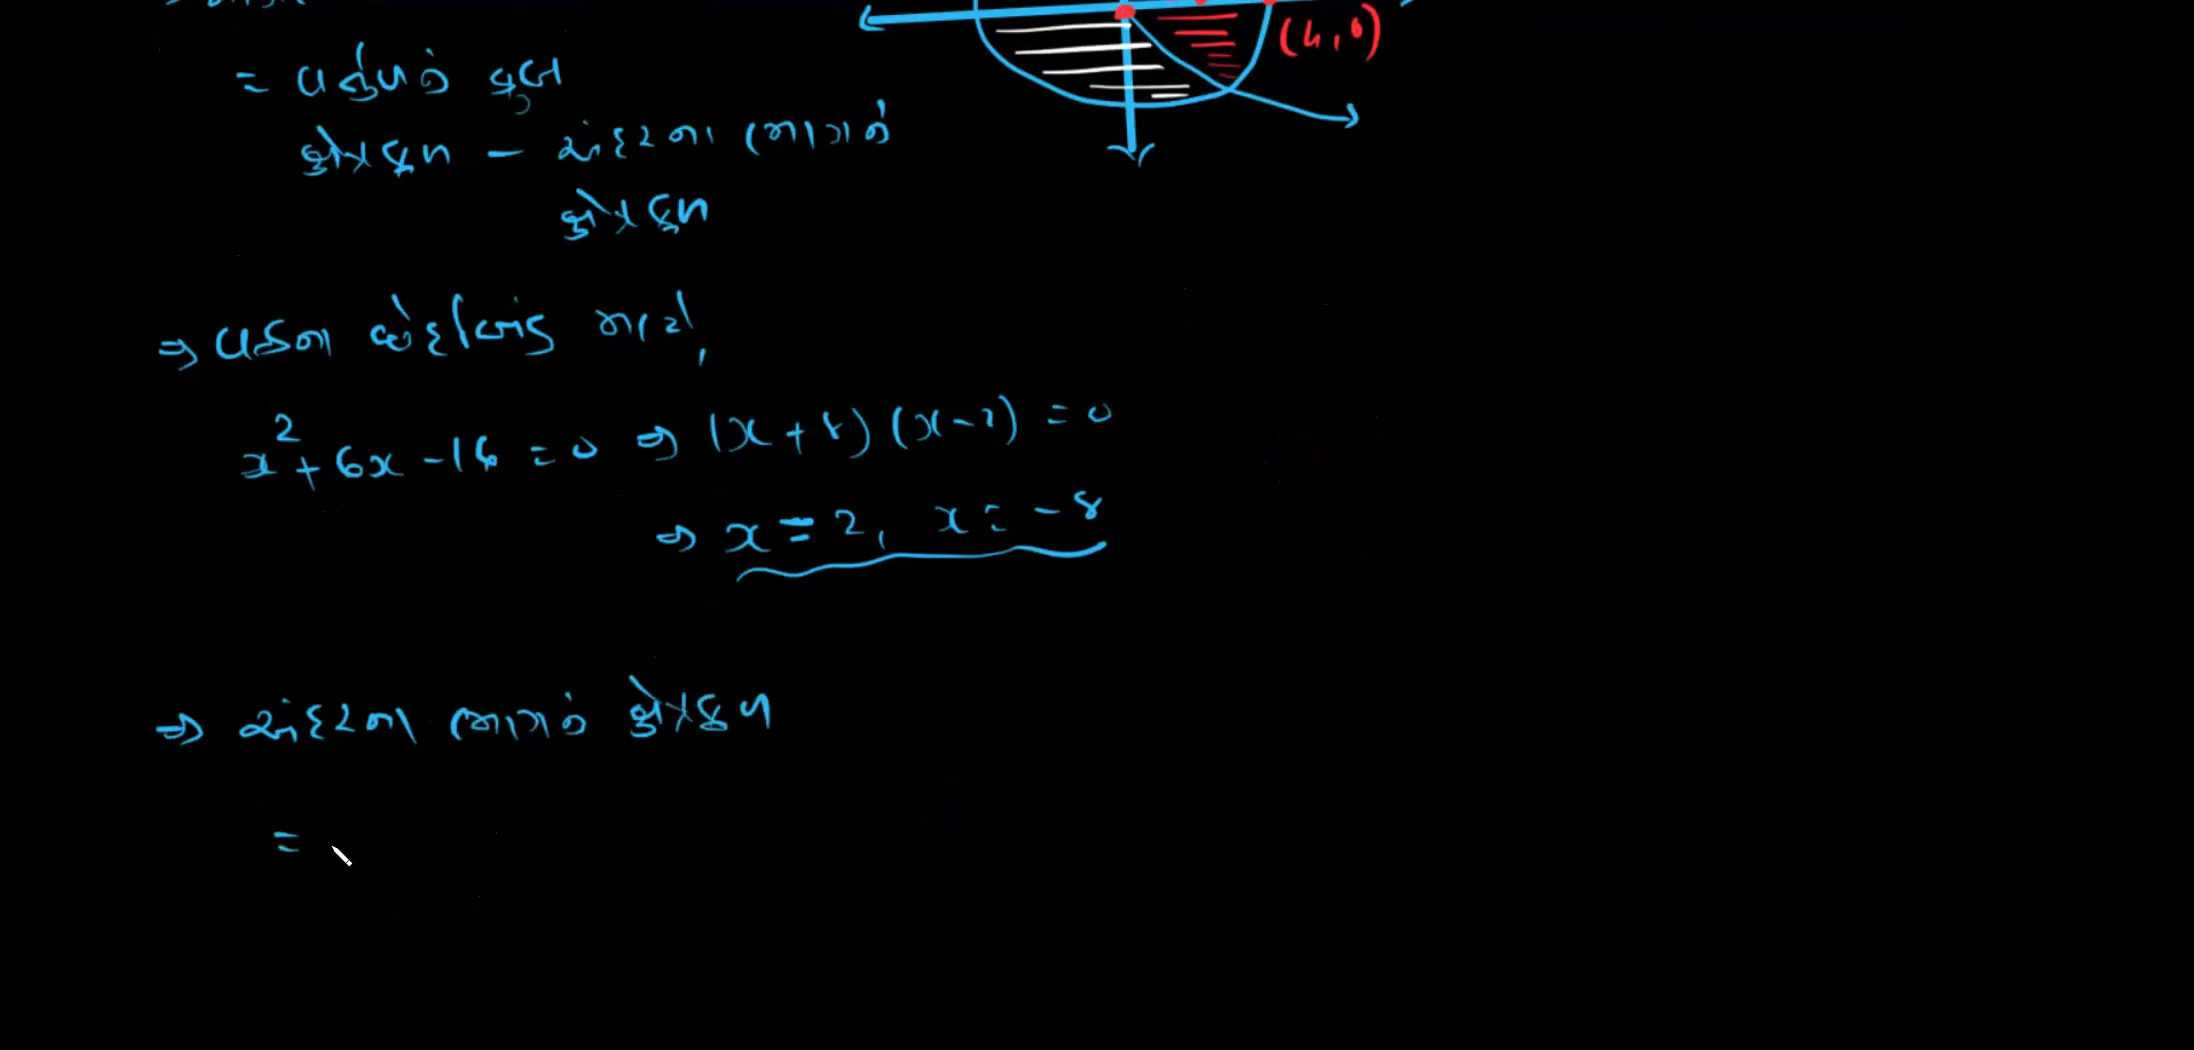 (4,0)
= વર્તુળનું કુલ
ક્ષેત્રફળ - અંદરના ભાગનું
ક્ષેત્રફળ
⇒ વક્રના છેદબિંદુ માટે,
x² + 6x - 16 = 0 ⇒ (x + 8) (x - 2) = 0
⇒ x = 2, x = -8
⇒ અંદરના ભાગનું ક્ષેત્રફળ
=